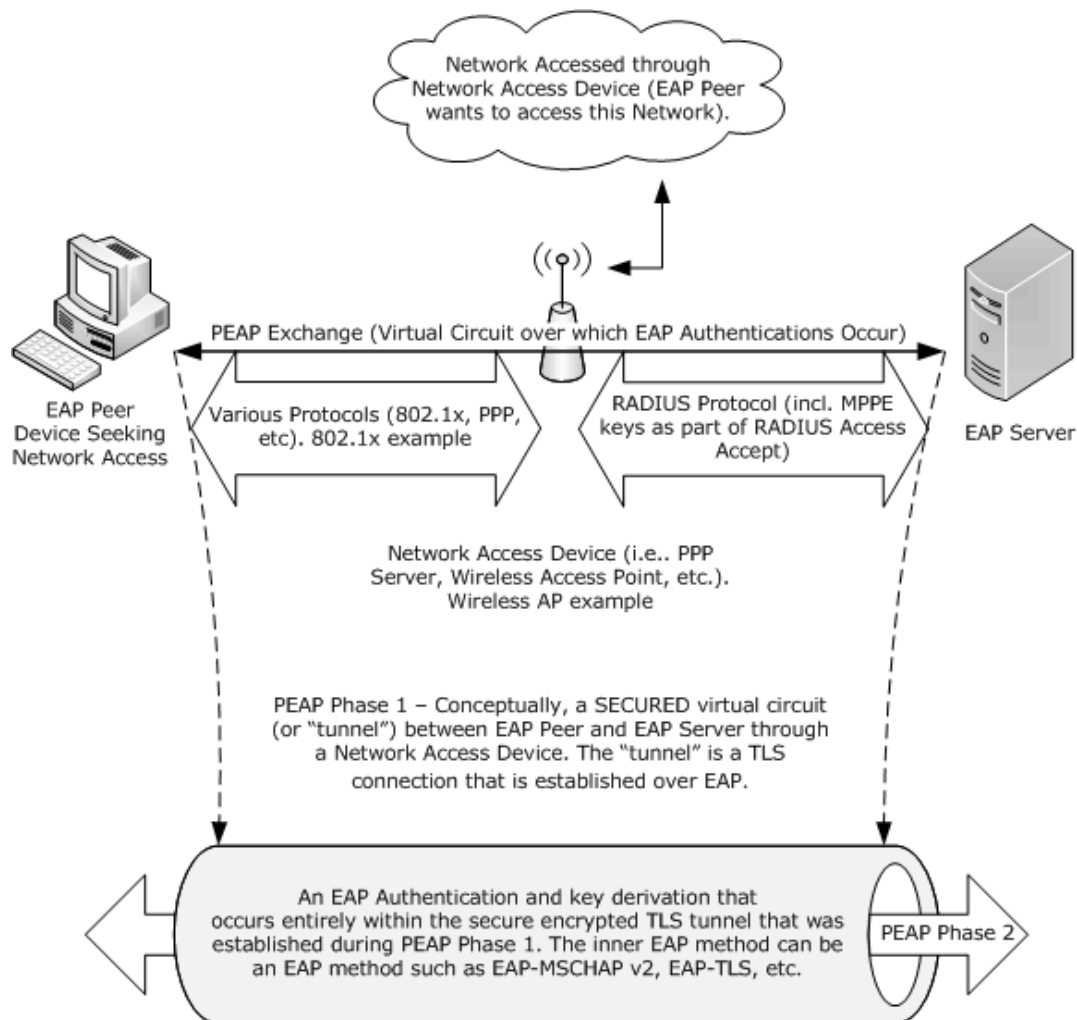 Network Accessed through
Network Access Device (EAP Peer
wants to access this Network).
PEAP Exchange (Virtual Circuit over which EAP Authentications Occur)
EAP Peer
Device Seeking
Network Access
Various Protocols (802.1x, PPP,
etc). 802.1x example
RADIUS Protocol (incl. MPPE
keys as part of RADIUS Access
Accept)
EAP Server
Network Access Device (i.e.. PPP
Server, Wireless Access Point, etc.).
Wireless AP example
PEAP Phase 1 – Conceptually, a SECURED virtual circuit
(or “tunnel”) between EAP Peer and EAP Server through
a Network Access Device. The “tunnel” is a TLS
connection that is established over EAP.
An EAP Authentication and key derivation that
occurs entirely within the secure encrypted TLS tunnel that was
established during PEAP Phase 1. The inner EAP method can be
an EAP method such as EAP-MSCHAP v2, EAP-TLS, etc.
PEAP Phase 2